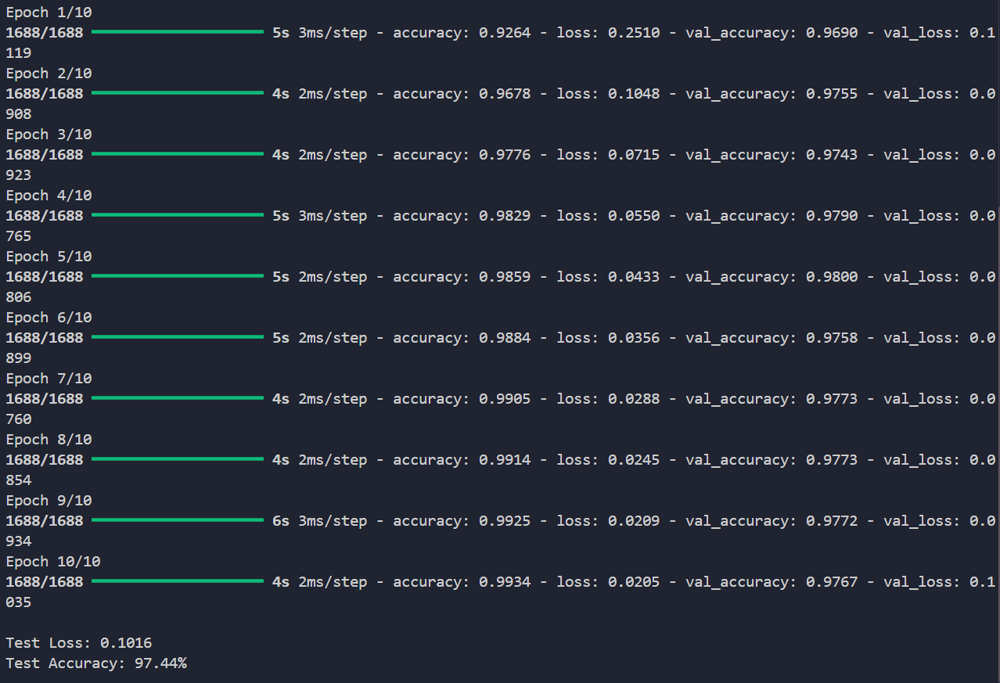 Epoch 1/10
1688/1688 ━━━━━━━━━━━━━━━━━━━━ 5s 3ms/step - accuracy: 0.9264 - loss: 0.2510 - val_accuracy: 0.9690 - val_loss: 0.1
119
Epoch 2/10
1688/1688 ━━━━━━━━━━━━━━━━━━━━ 4s 2ms/step - accuracy: 0.9678 - loss: 0.1048 - val_accuracy: 0.9755 - val_loss: 0.0
908
Epoch 3/10
1688/1688 ━━━━━━━━━━━━━━━━━━━━ 4s 2ms/step - accuracy: 0.9776 - loss: 0.0715 - val_accuracy: 0.9743 - val_loss: 0.0
923
Epoch 4/10
1688/1688 ━━━━━━━━━━━━━━━━━━━━ 5s 3ms/step - accuracy: 0.9829 - loss: 0.0550 - val_accuracy: 0.9790 - val_loss: 0.0
765
Epoch 5/10
1688/1688 ━━━━━━━━━━━━━━━━━━━━ 5s 2ms/step - accuracy: 0.9859 - loss: 0.0433 - val_accuracy: 0.9800 - val_loss: 0.0
806
Epoch 6/10
1688/1688 ━━━━━━━━━━━━━━━━━━━━ 5s 2ms/step - accuracy: 0.9884 - loss: 0.0356 - val_accuracy: 0.9758 - val_loss: 0.0
899
Epoch 7/10
1688/1688 ━━━━━━━━━━━━━━━━━━━━ 4s 2ms/step - accuracy: 0.9905 - loss: 0.0288 - val_accuracy: 0.9773 - val_loss: 0.0
760
Epoch 8/10
1688/1688 ━━━━━━━━━━━━━━━━━━━━ 4s 2ms/step - accuracy: 0.9914 - loss: 0.0245 - val_accuracy: 0.9773 - val_loss: 0.0
854
Epoch 9/10
1688/1688 ━━━━━━━━━━━━━━━━━━━━ 6s 3ms/step - accuracy: 0.9925 - loss: 0.0209 - val_accuracy: 0.9772 - val_loss: 0.0
934
Epoch 10/10
1688/1688 ━━━━━━━━━━━━━━━━━━━━ 4s 2ms/step - accuracy: 0.9934 - loss: 0.0205 - val_accuracy: 0.9767 - val_loss: 0.1
035
Test Loss: 0.1016
Test Accuracy: 97.44%